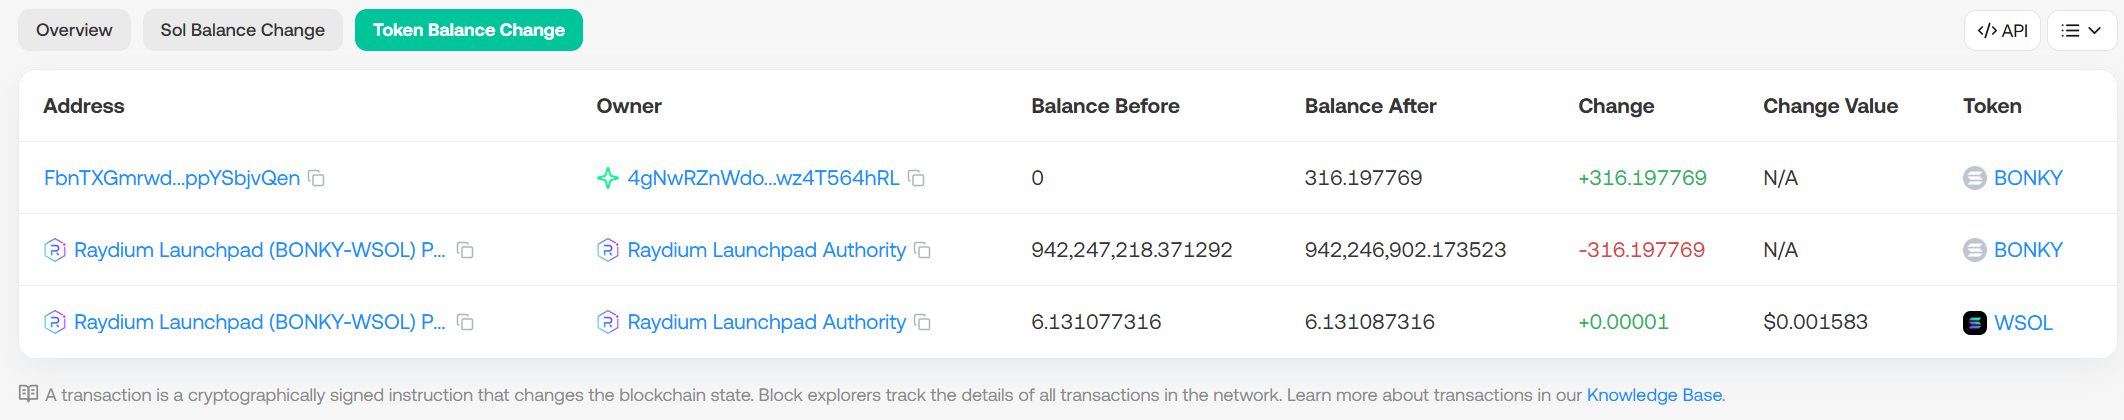 Overview Sol Balance Change Token Balance Change </> API
Address Owner Balance Before Balance After Change Change Value Token
FbnTXGmrwd...ppYSbjvQen 4gNwRZnWdo...wz4T564hRL 0 316.197769 +316.197769 N/A BONKY
Raydium Launchpad (BONKY-WSOL) P... Raydium Launchpad Authority 942,247,218.371292 942,246,902.173523 -316.197769 N/A BONKY
Raydium Launchpad (BONKY-WSOL) P... Raydium Launchpad Authority 6.131077316 6.131087316 +0.00001 $0.001583 WSOL
A transaction is a cryptographically signed instruction that changes the blockchain state. Block explorers track the details of all transactions in the network. Learn more about transactions in our Knowledge Base.